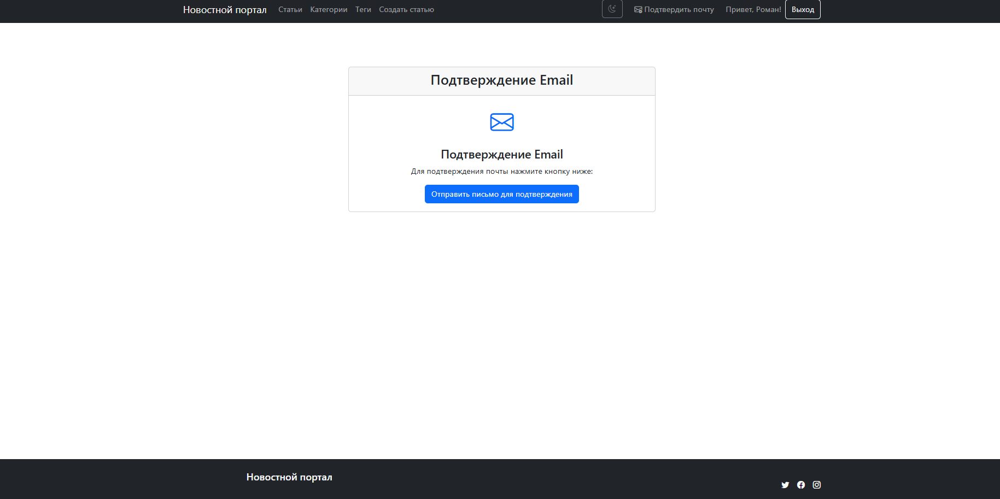 Новостной портал Статьи Категории Теги Создать статью Подтвердить почту Привет, Роман! Выход
Подтверждение Email
Подтверждение Email
Для подтверждения почты нажмите кнопку ниже:
Отправить письмо для подтверждения
Новостной портал